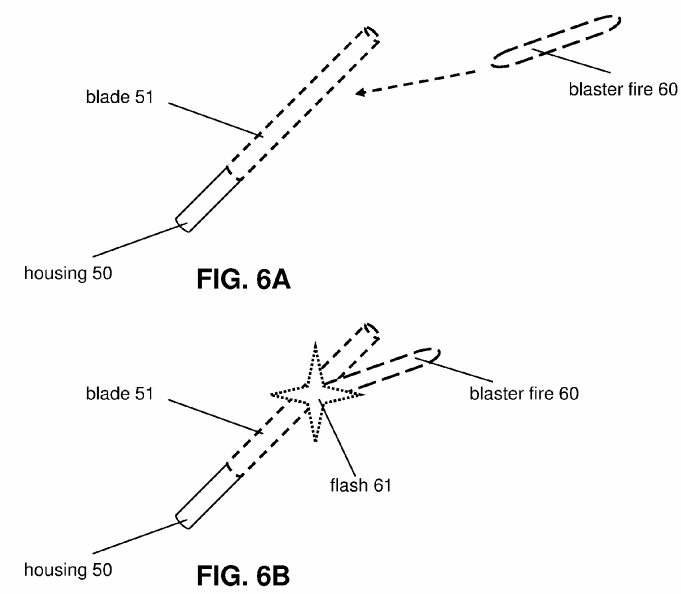 blade 51
blaster fire 60
housing 50
FIG. 6A
blade 51
blaster fire 60
flash 61
housing 50
FIG. 6B